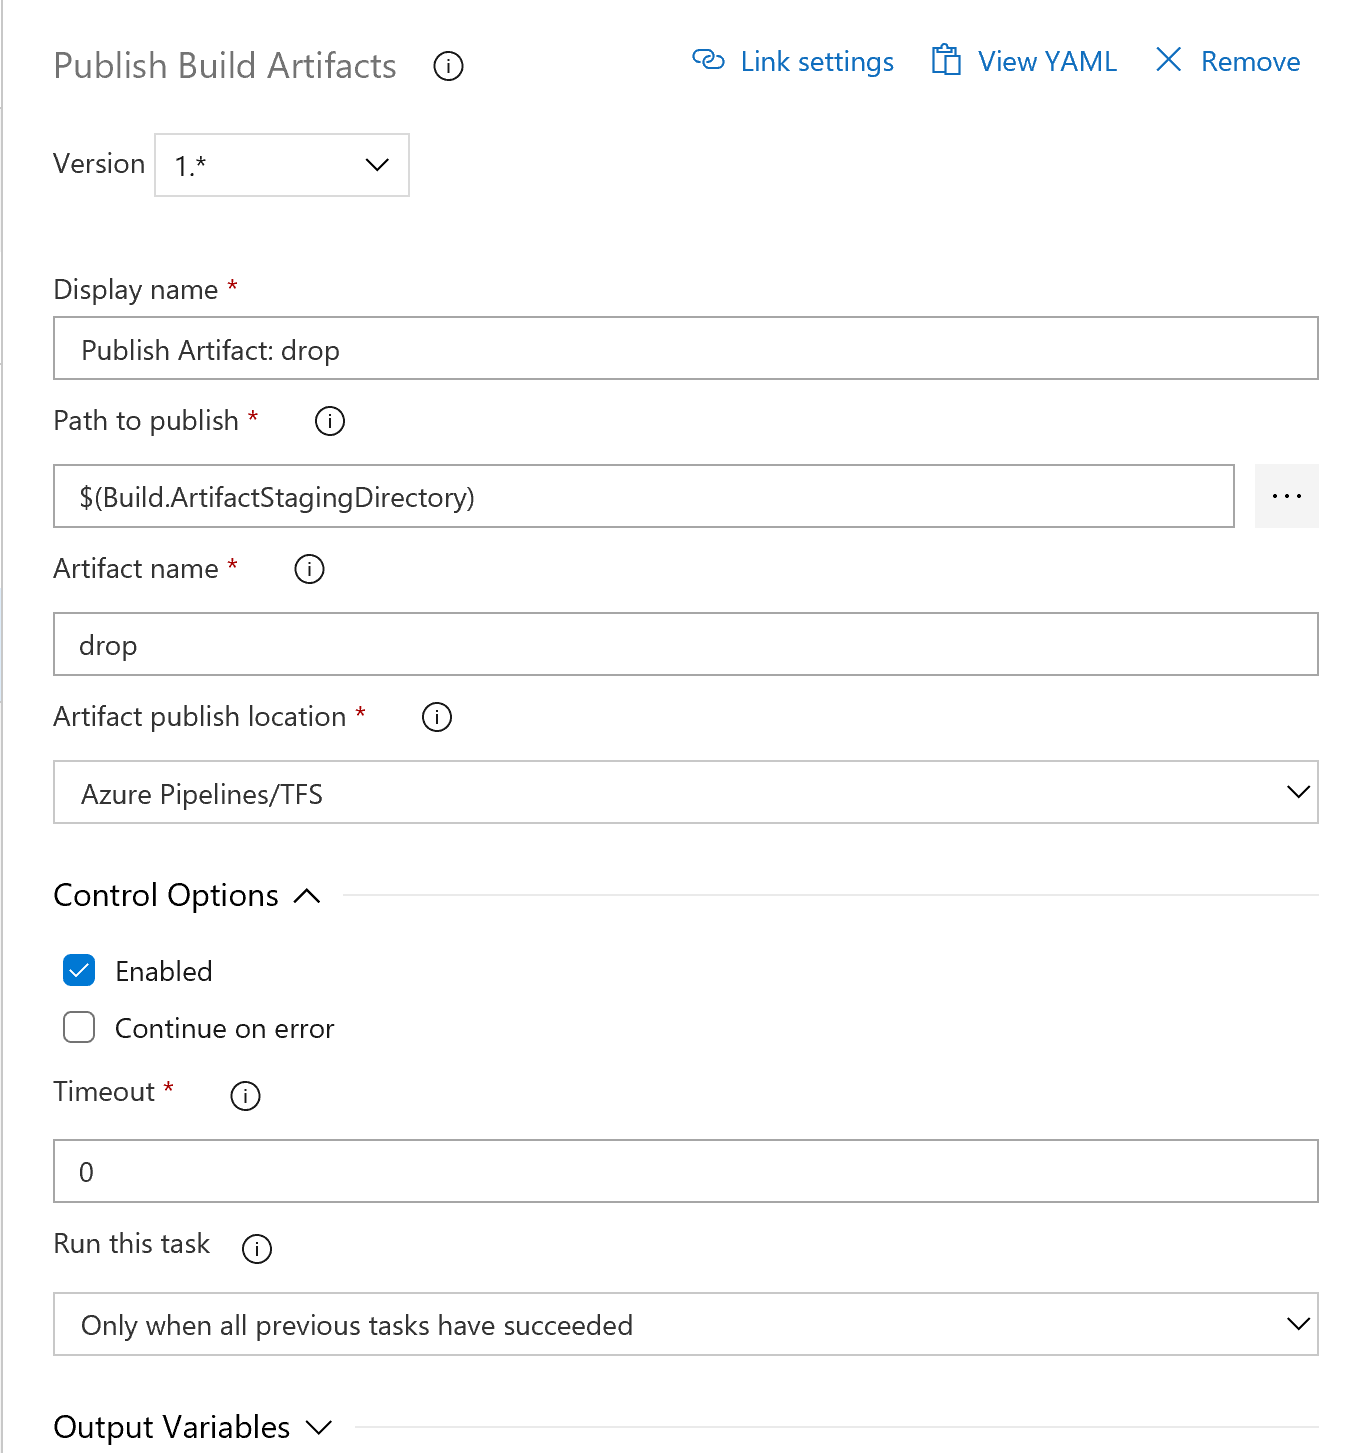 Publish Build Artifacts Link settings View YAML Remove
Version 1.*
Display name *
Publish Artifact: drop
Path to publish *
$(Build.ArtifactStagingDirectory) ...
Artifact name *
drop
Artifact publish location *
Azure Pipelines/TFS
Control Options
Enabled
Continue on error
Timeout *
0
Run this task
Only when all previous tasks have succeeded
Output Variables